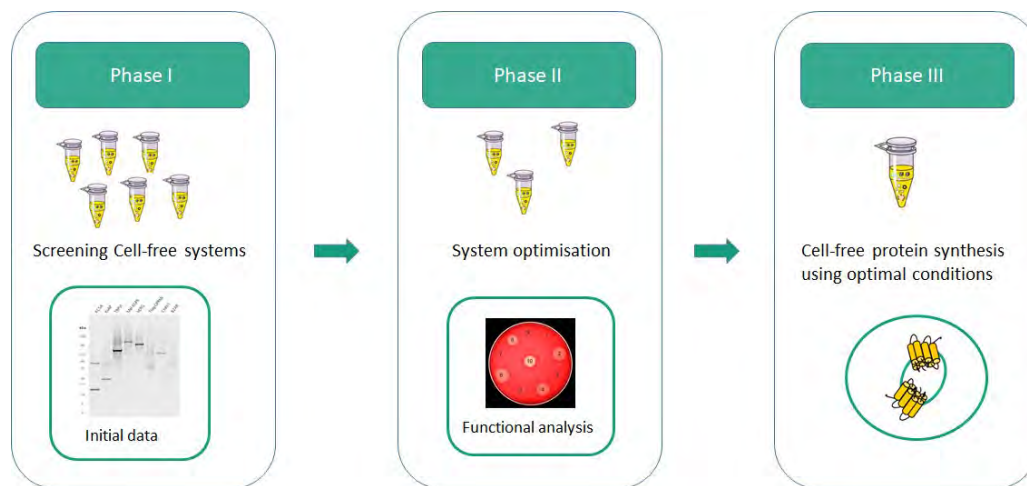 Phase I
Screening Cell-free systems
Initial data
Phase II
System optimisation
10
Functional analysis
Phase III
Cell-free protein synthesis
using optimal conditions